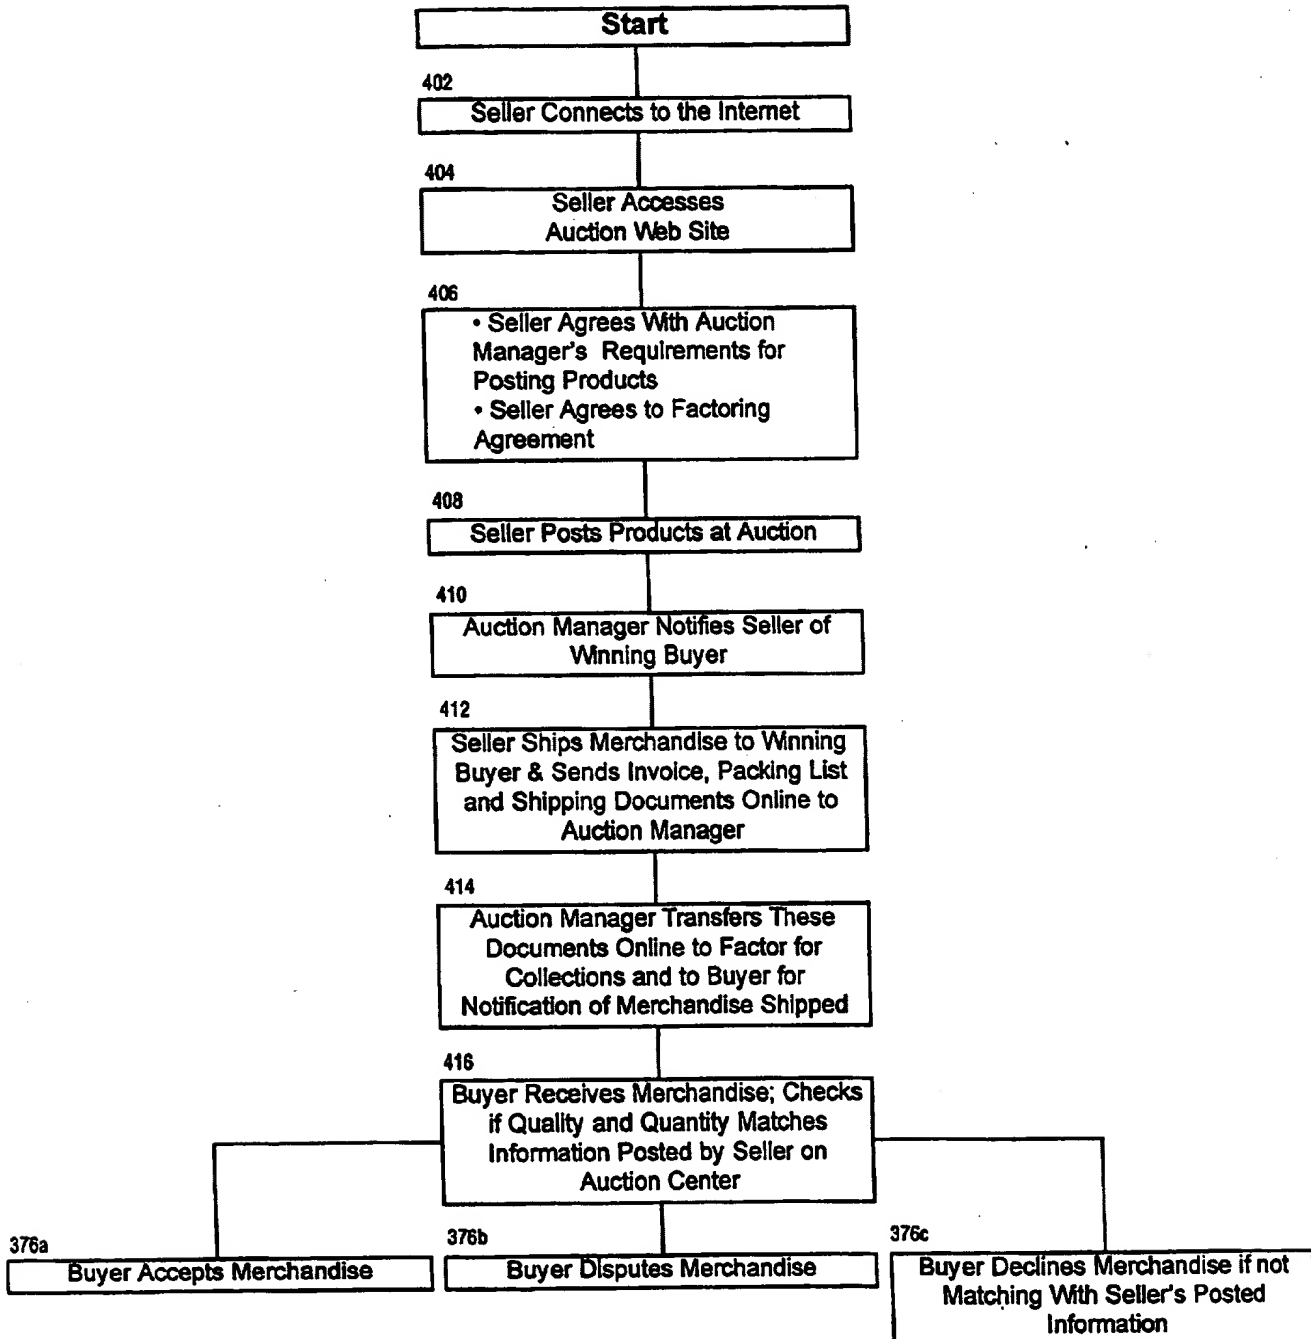 Start
402
Seller Connects to the Internet
404
Seller Accesses
Auction Web Site
406
• Seller Agrees With Auction
Manager's Requirements for
Posting Products
• Seller Agrees to Factoring
Agreement
408
Seller Posts Products at Auction
410
Auction Manager Notifies Seller of
Winning Buyer
412
Seller Ships Merchandise to Winning
Buyer & Sends Invoice, Packing List
and Shipping Documents Online to
Auction Manager
414
Auction Manager Transfers These
Documents Online to Factor for
Collections and to Buyer for
Notification of Merchandise Shipped
416
Buyer Receives Merchandise; Checks
if Quality and Quantity Matches
Information Posted by Seller on
Auction Center
376a
Buyer Accepts Merchandise
376b
Buyer Disputes Merchandise
376c
Buyer Declines Merchandise if not
Matching With Seller's Posted
Information